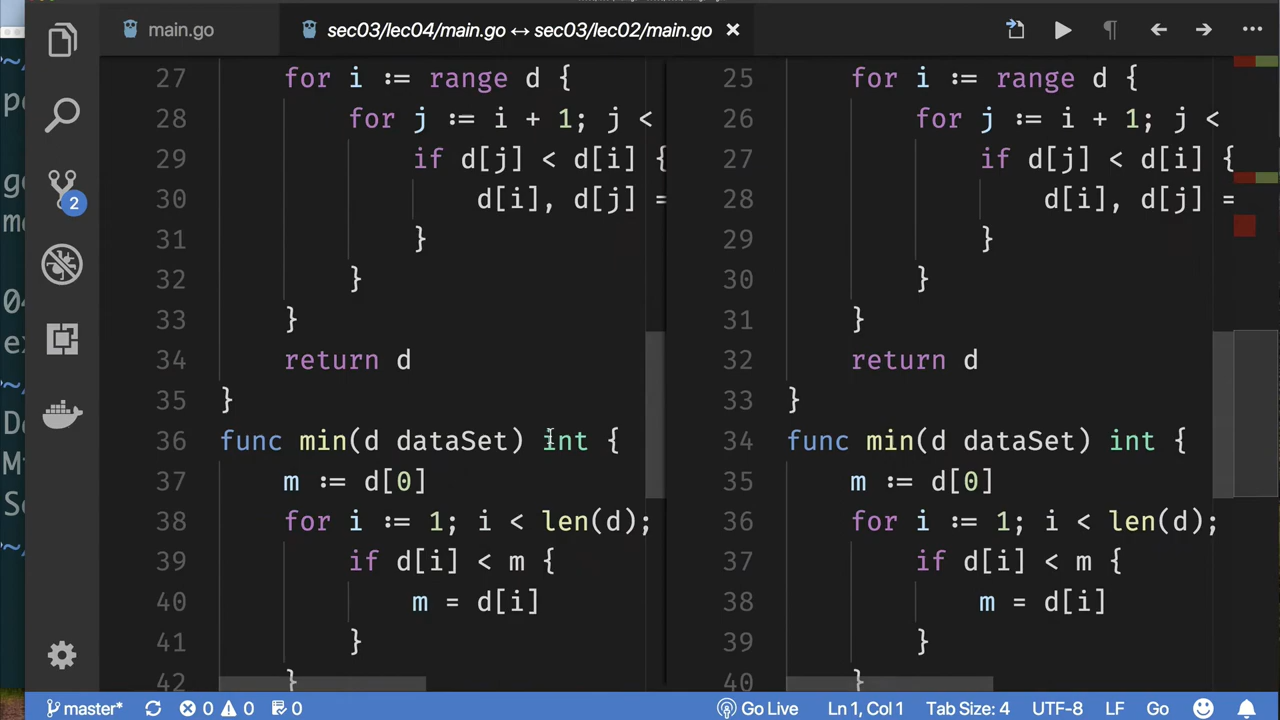 main.go
sec03/lec04/main.go ↔ sec03/lec02/main.go
27 for i := range d {
28 for j := i + 1; j <
29 if d[j] < d[i] {
30 d[i], d[j] =
31 }
32 }
33 }
34 return d
35 }
36 func min(d dataSet) int {
37 m := d[0]
38 for i := 1; i < len(d);
39 if d[i] < m {
40 m = d[i]
41 }
42 }
25 for i := range d {
26 for j := i + 1; j <
27 if d[j] < d[i] {
28 d[i], d[j] =
29 }
30 }
31 }
32 return d
33 }
34 func min(d dataSet) int {
35 m := d[0]
36 for i := 1; i < len(d);
37 if d[i] < m {
38 m = d[i]
39 }
40 }
2
master* 0 0 0 Go Live Ln 1, Col 1 Tab Size: 4 UTF-8 LF Go